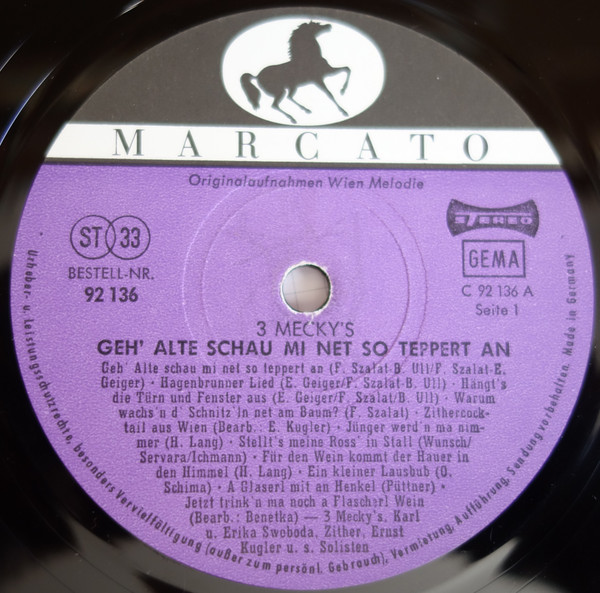 MARCATO
Originalaufnahmen Wien Melodie
ST 33
BESTELL-NR.
92 136
STEREO
GEMA
C 92 136 A
Seite 1
3 MECKY'S
GEH' ALTE SCHAU MI NET SO TEPPERT AN
Geh' Alte schau mi net so teppert an (F. Szalat-B. Ull/F. Szalat-E.
Geiger) · Hagenbrunner Lied (E. Geiger/F. Szalat-B. Ull) · Hängt's
die Türn und Fenster aus (E. Geiger/F. Szalat/B. Ull) · Warum
wachs'n d' Schnitz'ln net am Baum? (F. Szalat) · Zithercock-
tail aus Wien (Bearb.: E. Kugler) · Jünger werd'n ma nim-
mer (H. Lang) · Stellt's meine Ross' in Stall (Wunsch/
Servara/Ichmann) · Für den Wein kommt der Hauer in
den Himmel (H. Lang) · Ein kleiner Lausbub (O.
Schima) · A Glaserl mit an Henkel (Püttner) ·
Jetzt trink'n ma noch a Flascherl Wein
(Bearb.: Benetka) — 3 Mecky's, Karl
u. Erika Swoboda, Zither, Ernst
Kugler u. s. Solisten
Urheber- u. Leistungsschutzrechte, besonders Vervielfältigung (außer zum persönl. Gebrauch), Vermietung, Aufführung, Sendung vorbehalten. Made in Germany